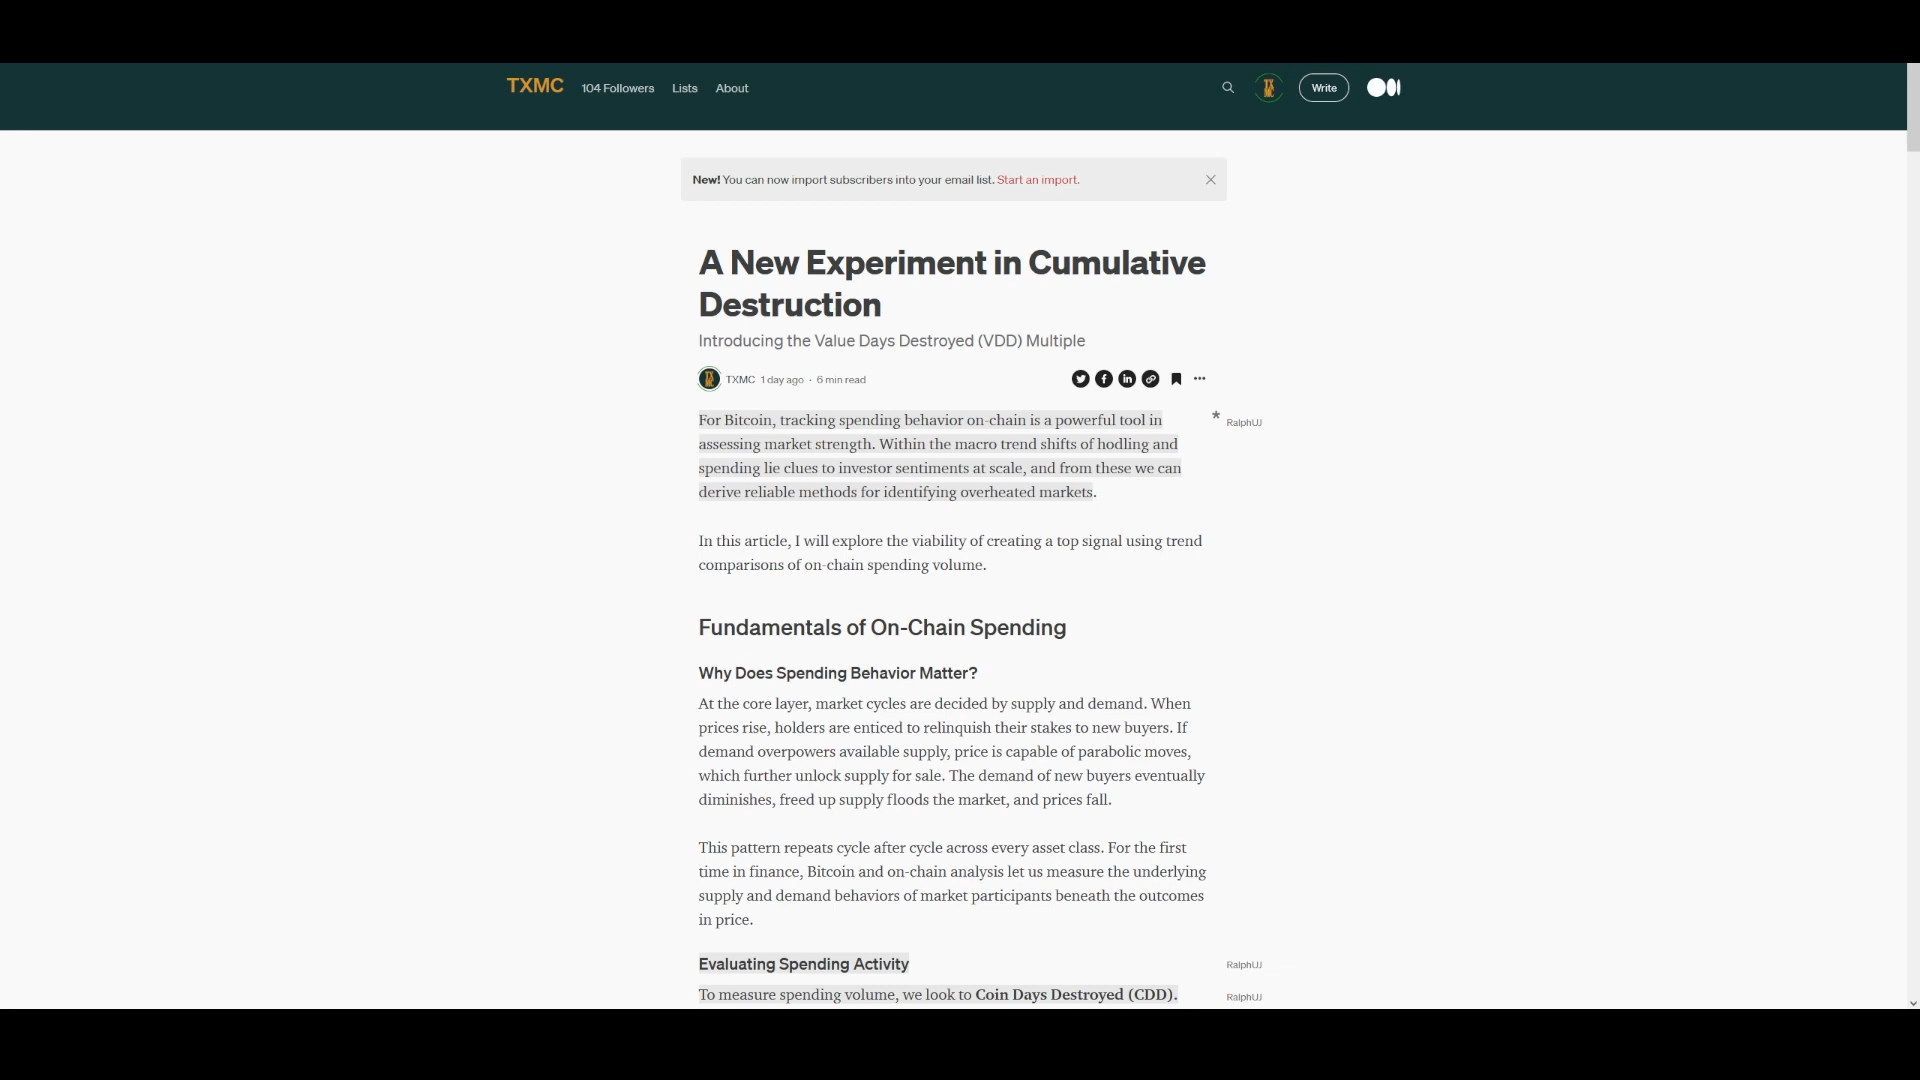 TXMC 104 Followers Lists About Write
New! You can now import subscribers into your email list. Start an import.
A New Experiment in Cumulative
Destruction
Introducing the Value Days Destroyed (VDD) Multiple
TXMC 1 day ago · 6 min read
For Bitcoin, tracking spending behavior on-chain is a powerful tool in
* RalphUJ
assessing market strength. Within the macro trend shifts of hodling and
spending lie clues to investor sentiments at scale, and from these we can
derive reliable methods for identifying overheated markets.
In this article, I will explore the viability of creating a top signal using trend
comparisons of on-chain spending volume.
Fundamentals of On-Chain Spending
Why Does Spending Behavior Matter?
At the core layer, market cycles are decided by supply and demand. When
prices rise, holders are enticed to relinquish their stakes to new buyers. If
demand overpowers available supply, price is capable of parabolic moves,
which further unlock supply for sale. The demand of new buyers eventually
diminishes, freed up supply floods the market, and prices fall.
This pattern repeats cycle after cycle across every asset class. For the first
time in finance, Bitcoin and on-chain analysis let us measure the underlying
supply and demand behaviors of market participants beneath the outcomes
in price.
Evaluating Spending Activity
RalphUJ
To measure spending volume, we look to Coin Days Destroyed (CDD).
RalphUJ